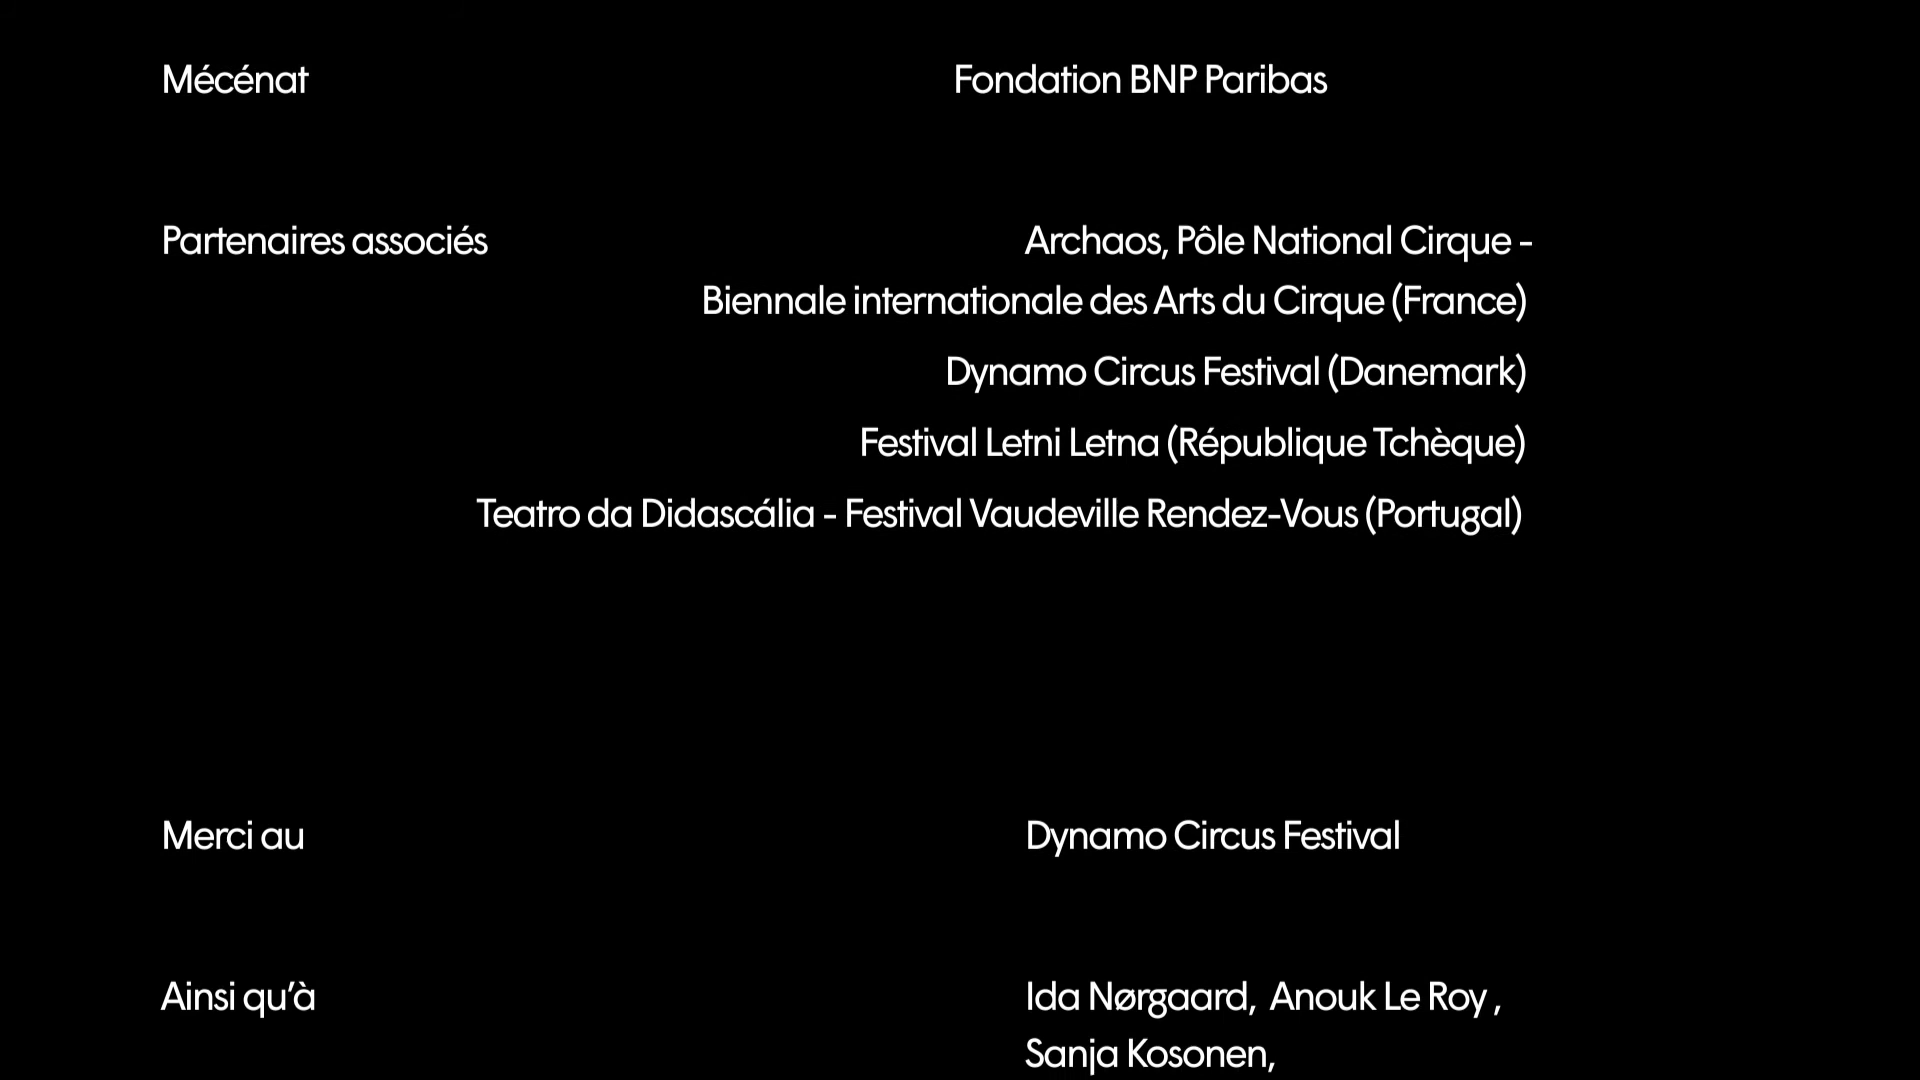 Mécénat Fondation BNP Paribas
Partenaires associés Archaos, Pôle National Cirque -
Biennale internationale des Arts du Cirque (France)
Dynamo Circus Festival (Danemark)
Festival Letni Letna (République Tchèque)
Teatro da Didascália - Festival Vaudeville Rendez-Vous (Portugal)
Merci au Dynamo Circus Festival
Ainsi qu’à Ida Nørgaard, Anouk Le Roy ,
Sanja Kosonen,